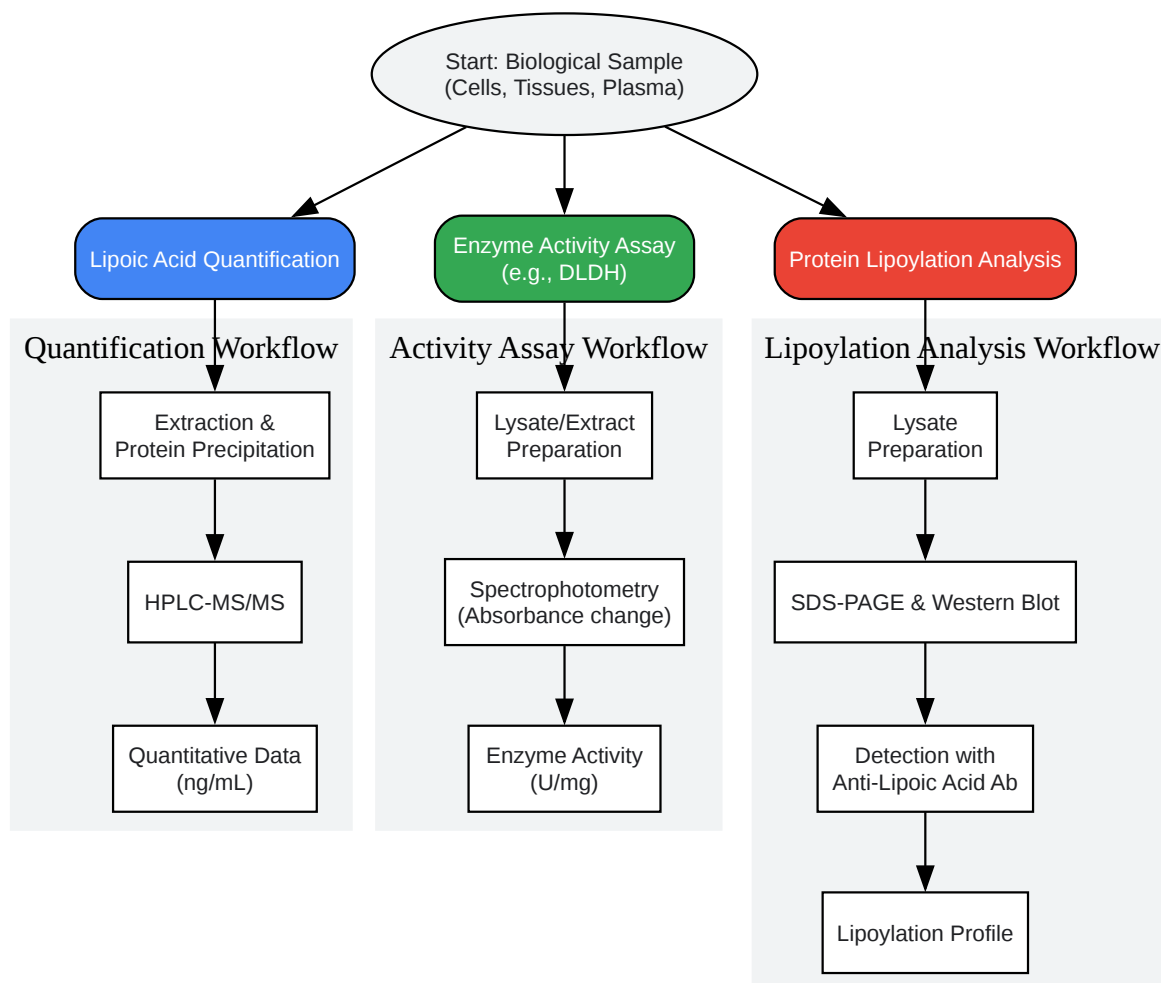 Start: Biological Sample
(Cells, Tissues, Plasma)
Lipoic Acid Quantification
Enzyme Activity Assay
(e.g., DLDH)
Protein Lipoylation Analysis
Quantification Workflow
Extraction &
Protein Precipitation
HPLC-MS/MS
Quantitative Data
(ng/mL)
Activity Assay Workflow
Lysate/Extract
Preparation
Spectrophotometry
(Absorbance change)
Enzyme Activity
(U/mg)
Lipoylation Analysis Workflow
Lysate
Preparation
SDS-PAGE & Western Blot
Detection with
Anti-Lipoic Acid Ab
Lipoylation Profile